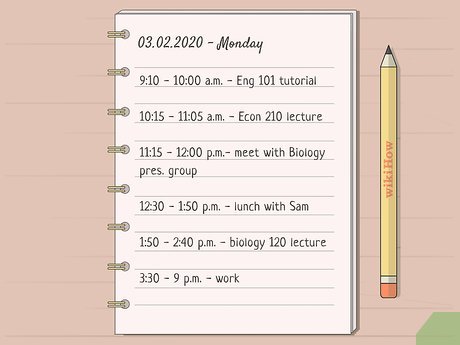 03.02.2020 - Monday
9:10 - 10:00 a.m. - Eng 101 tutorial
10:15 - 11:05 a.m. - Econ 210 lecture
11:15 - 12:00 p.m.- meet with Biology
pres. group
12:30 - 1:50 p.m. - lunch with Sam
1:50 - 2:40 p.m. - biology 120 lecture
3:30 - 9 p.m. - work
wikiHow